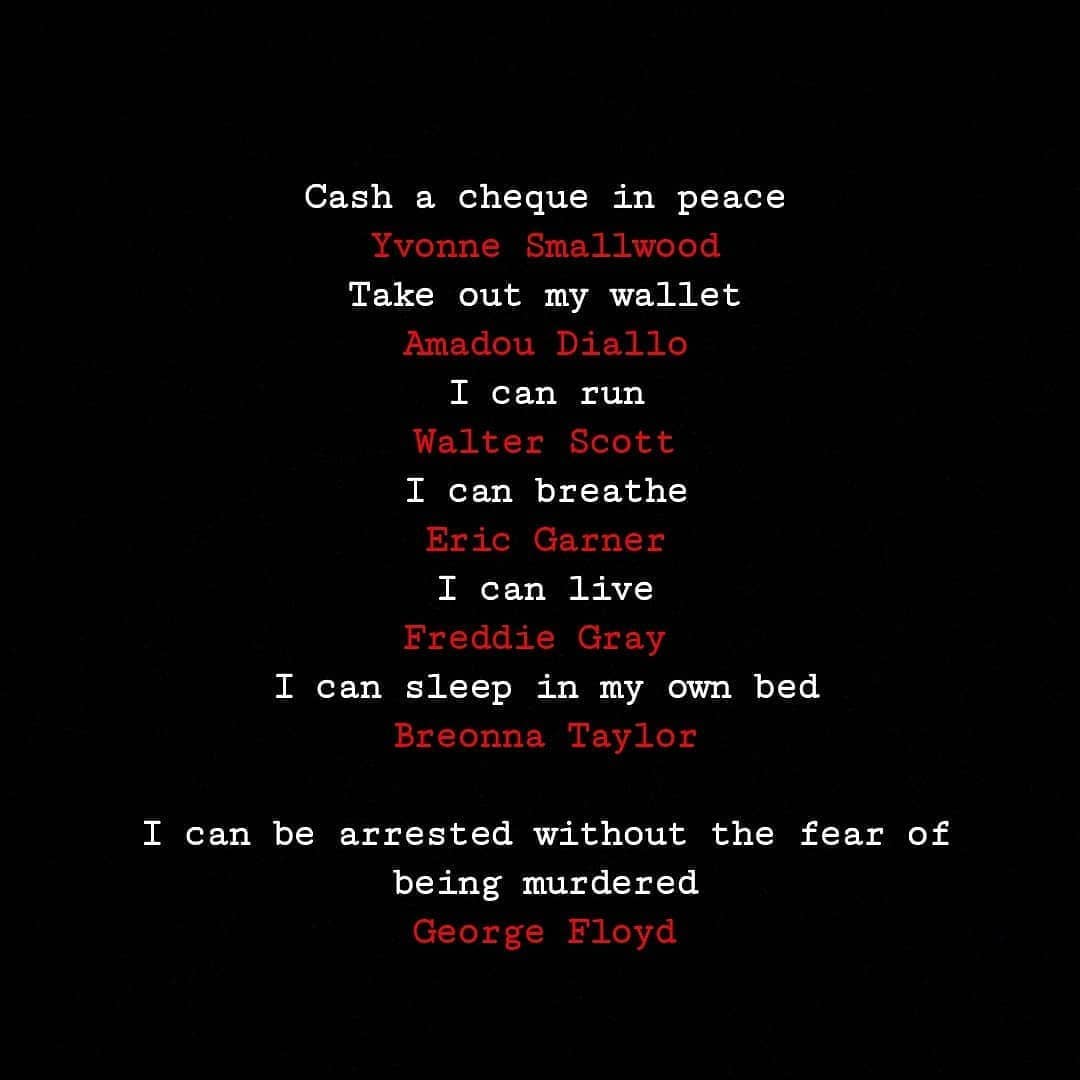 Cash a cheque in peace
Yvonne Smallwood
Take out my wallet
Amadou Diallo
I can run
Walter Scott
I can breathe
Eric Garner
I can live
Freddie Gray
I can sleep in my own bed
Breonna Taylor
I can be arrested without the fear of
being murdered
George Floyd